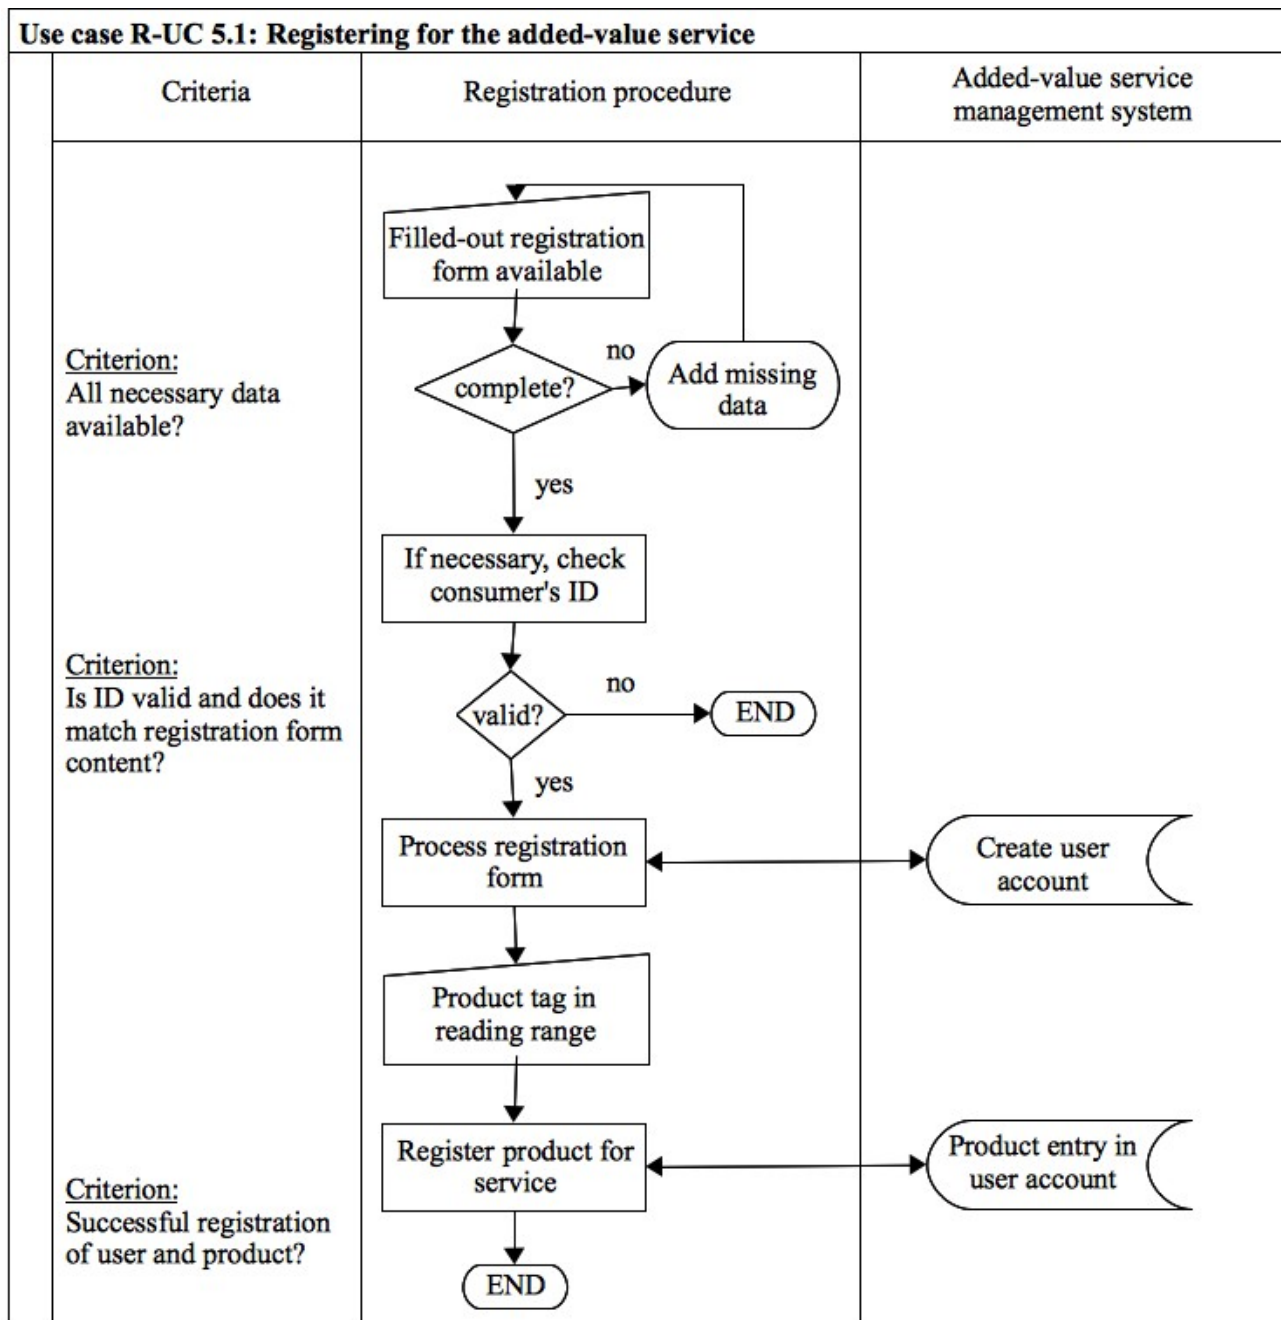 Use case R-UC 5.1: Registering for the added-value service
Criteria
Registration procedure
Added-value service
management system
Filled-out registration
form available
Criterion:
All necessary data
available?
complete?
no
Add missing
data
yes
If necessary, check
consumer's ID
Criterion:
Is ID valid and does it
match registration form
content?
valid?
no
END
yes
Process registration
form
Create user
account
Product tag in
reading range
Register product for
service
Product entry in
user account
Criterion:
Successful registration
of user and product?
END